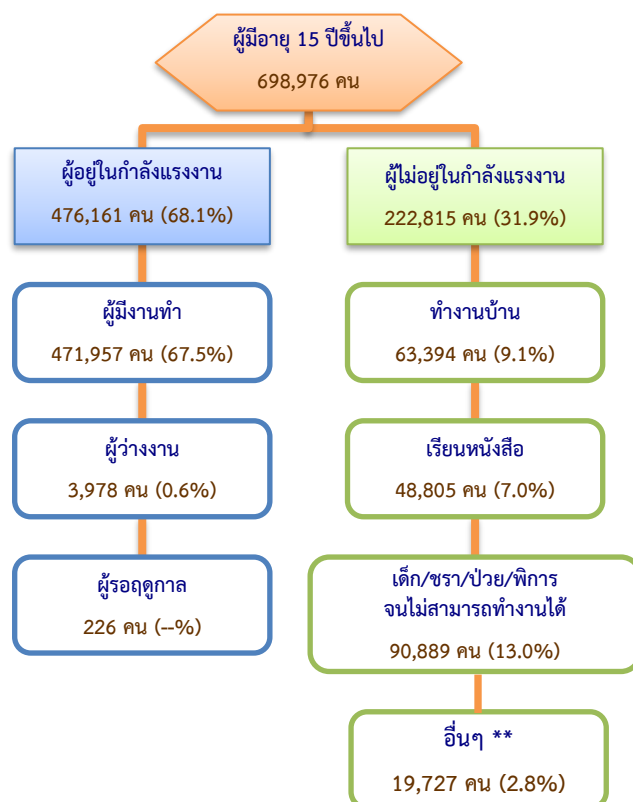 ผู้มีอายุ 15 ปีขึ้นไป
698,976 คน
ผู้อยู่ในกำลังแรงงาน
476,161 คน (68.1%)
ผู้มีงานทำ
471,957 คน (67.5%)
ผู้ว่างงาน
3,978 คน (0.6%)
ผู้รอฤดูกาล
226 คน (--%)
ผู้ไม่อยู่ในกำลังแรงงาน
222,815 คน (31.9%)
ทำงานบ้าน
63,394 คน (9.1%)
เรียนหนังสือ
48,805 คน (7.0%)
เด็ก/ชรา/ป่วย/พิการ
จนไม่สามารถทำงานได้
90,889 คน (13.0%)
อื่นๆ **
19,727 คน (2.8%)